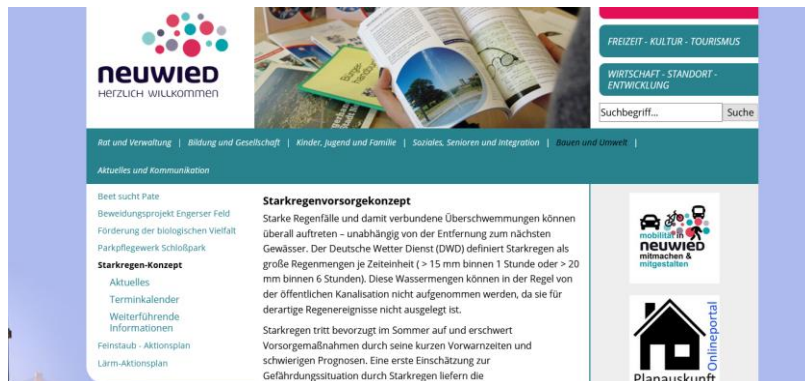 neuwied
HERZLICH WILLKOMMEN
Bürger-
FREIZEIT - KULTUR - TOURISMUS
WIRTSCHAFT - STANDORT -
ENTWICKLUNG
Suchbegriff... Suche
Rat und Verwaltung | Bildung und Gesellschaft | Kinder, Jugend und Familie | Soziales, Senioren und Integration | Bauen und Umwelt |
Aktuelles und Kommunikation
Beet sucht Pate
Beweidungsprojekt Engerser Feld
Förderung der biologischen Vielfalt
Parkpflegewerk Schloßpark
Starkregen-Konzept
Aktuelles
Terminkalender
Weiterführende
Informationen
Feinstaub - Aktionsplan
Lärm-Aktionsplan
Starkregenvorsorgekonzept
Starke Regenfälle und damit verbundene Überschwemmungen können
überall auftreten – unabhängig von der Entfernung zum nächsten
Gewässer. Der Deutsche Wetter Dienst (DWD) definiert Starkregen als
große Regenmengen je Zeiteinheit ( > 15 mm binnen 1 Stunde oder > 20
mm binnen 6 Stunden). Diese Wassermengen können in der Regel von
der öffentlichen Kanalisation nicht aufgenommen werden, da sie für
derartige Regenereignisse nicht ausgelegt ist.
Starkregen tritt bevorzugt im Sommer auf und erschwert
Vorsorgemaßnahmen durch seine kurzen Vorwarnzeiten und
schwierigen Prognosen. Eine erste Einschätzung zur
Gefährdungssituation durch Starkregen liefern die
mobilität in
neuwied
mitmachen &
mitgestalten
Onlineportal
Planauskunft